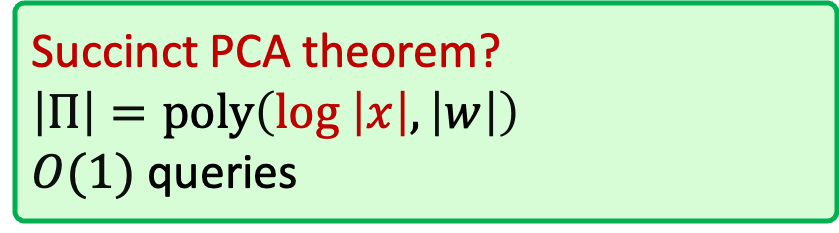 Succinct PCA theorem?
|Π| = poly(log |x|, |w|)
O(1) queries